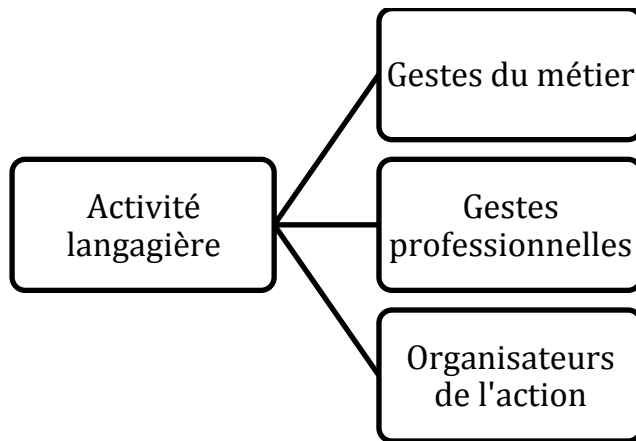 Gestes du métier
Activité
langagière
Gestes
professionnelles
Organisateurs
de l'action